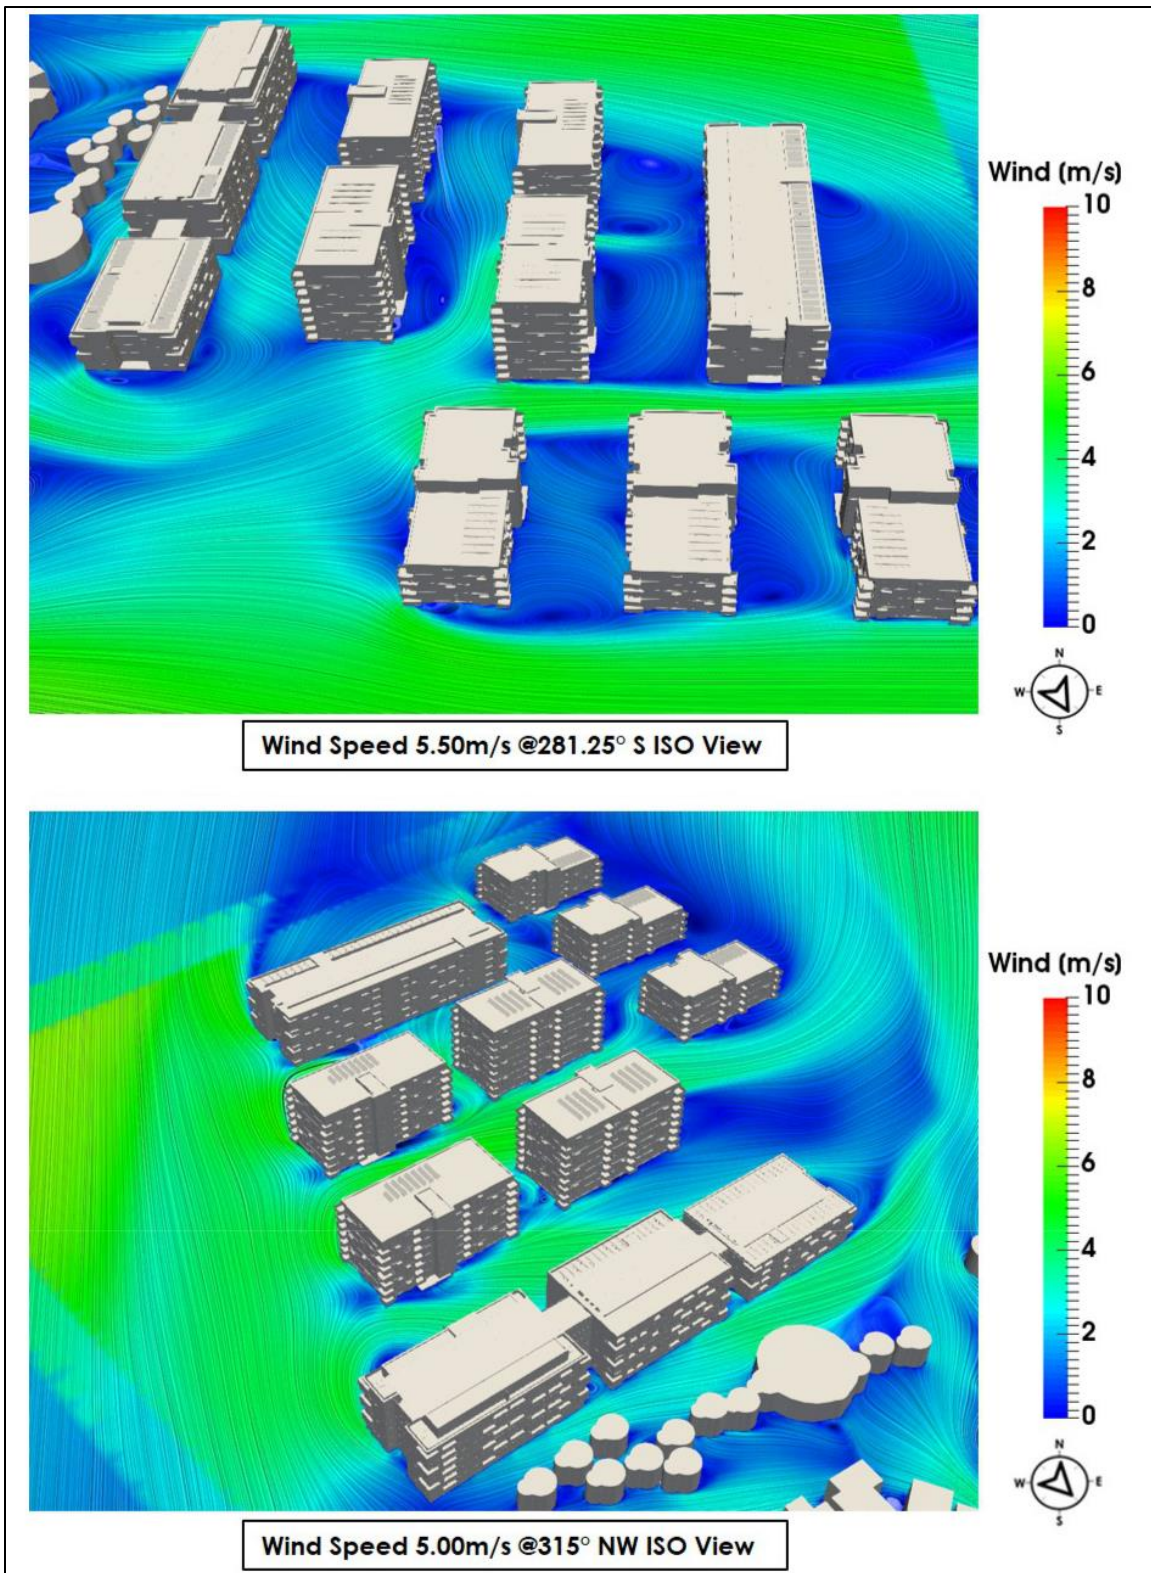 Wind (m/s)
10
8
6
4
2
0
N
W
E
S
Wind Speed 5.50m/s @281.25° S ISO View
Wind (m/s)
10
8
6
4
2
0
N
W
E
S
Wind Speed 5.00m/s @315° NW ISO View